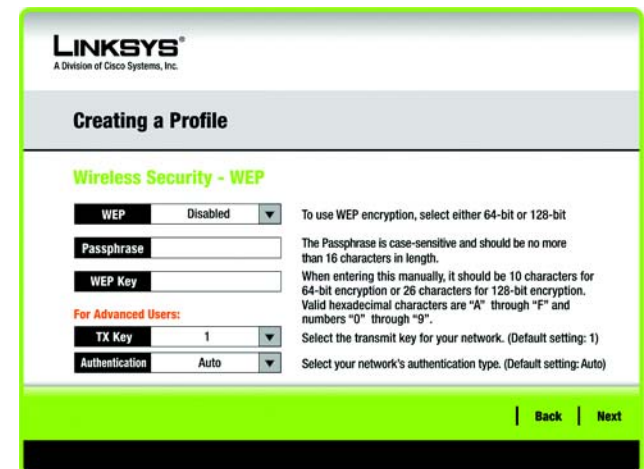 LINKSYS®
A Division of Cisco Systems, Inc.
Creating a Profile
Wireless Security - WEP
WEP Disabled To use WEP encryption, select either 64-bit or 128-bit
Passphrase The Passphrase is case-sensitive and should be no more
than 16 characters in length.
WEP Key When entering this manually, it should be 10 characters for
64-bit encryption or 26 characters for 128-bit encryption.
Valid hexadecimal characters are “A” through “F” and
numbers “0” through “9”.
For Advanced Users:
TX Key 1 Select the transmit key for your network. (Default setting: 1)
Authentication Auto Select your network's authentication type. (Default setting: Auto)
Back Next